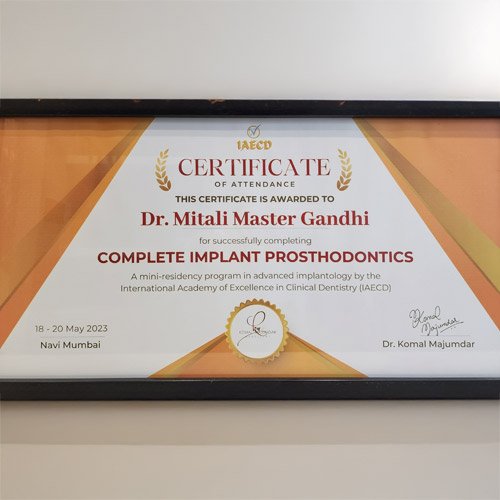 IAECD
CERTIFICATE
OF ATTENDANCE
THIS CERTIFICATE IS AWARDED TO
Dr. Mitali Master Gandhi
for successfully completing
COMPLETE IMPLANT PROSTHODONTICS
A mini-residency program in advanced implantology by the
International Academy of Excellence in Clinical Dentistry (IAECD)
18 - 20 May 2023
Navi Mumbai
Komal
Majumdar
Dr. Komal Majumdar